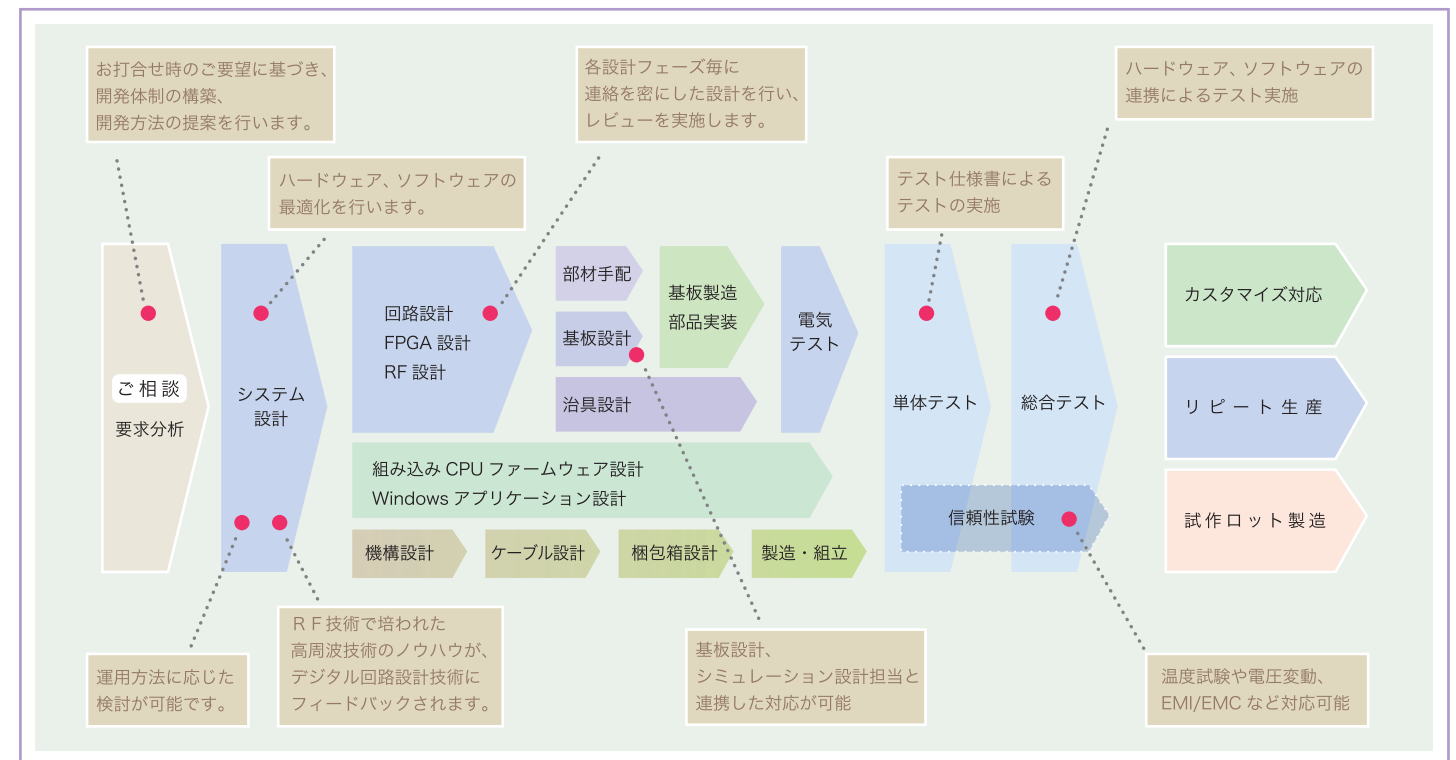 お打合せ時のご要望に基づき、
開発体制の構築、
開発方法の提案を行います。
各設計フェーズ毎に
連絡を密にした設計を行い、
レビューを実施します。
ハードウェア、ソフトウェアの
連携によるテスト実施
ハードウェア、ソフトウェアの
最適化を行います。
テスト仕様書による
テストの実施
ご相談
要求分析
システム
設計
回路設計
FPGA 設計
RF 設計
部材手配
基板設計
治具設計
基板製造
部品実装
電気
テスト
組み込み CPU ファームウェア設計
Windows アプリケーション設計
機構設計
ケーブル設計
梱包箱設計
製造・組立
単体テスト
総合テスト
信頼性試験
カスタマイズ対応
リピート生産
試作ロット製造
運用方法に応じた
検討が可能です。
ＲＦ技術で培われた
高周波技術のノウハウが、
デジタル回路設計技術に
フィードバックされます。
基板設計、
シミュレーション設計担当と
連携した対応が可能
温度試験や電圧変動、
EMI/EMC など対応可能